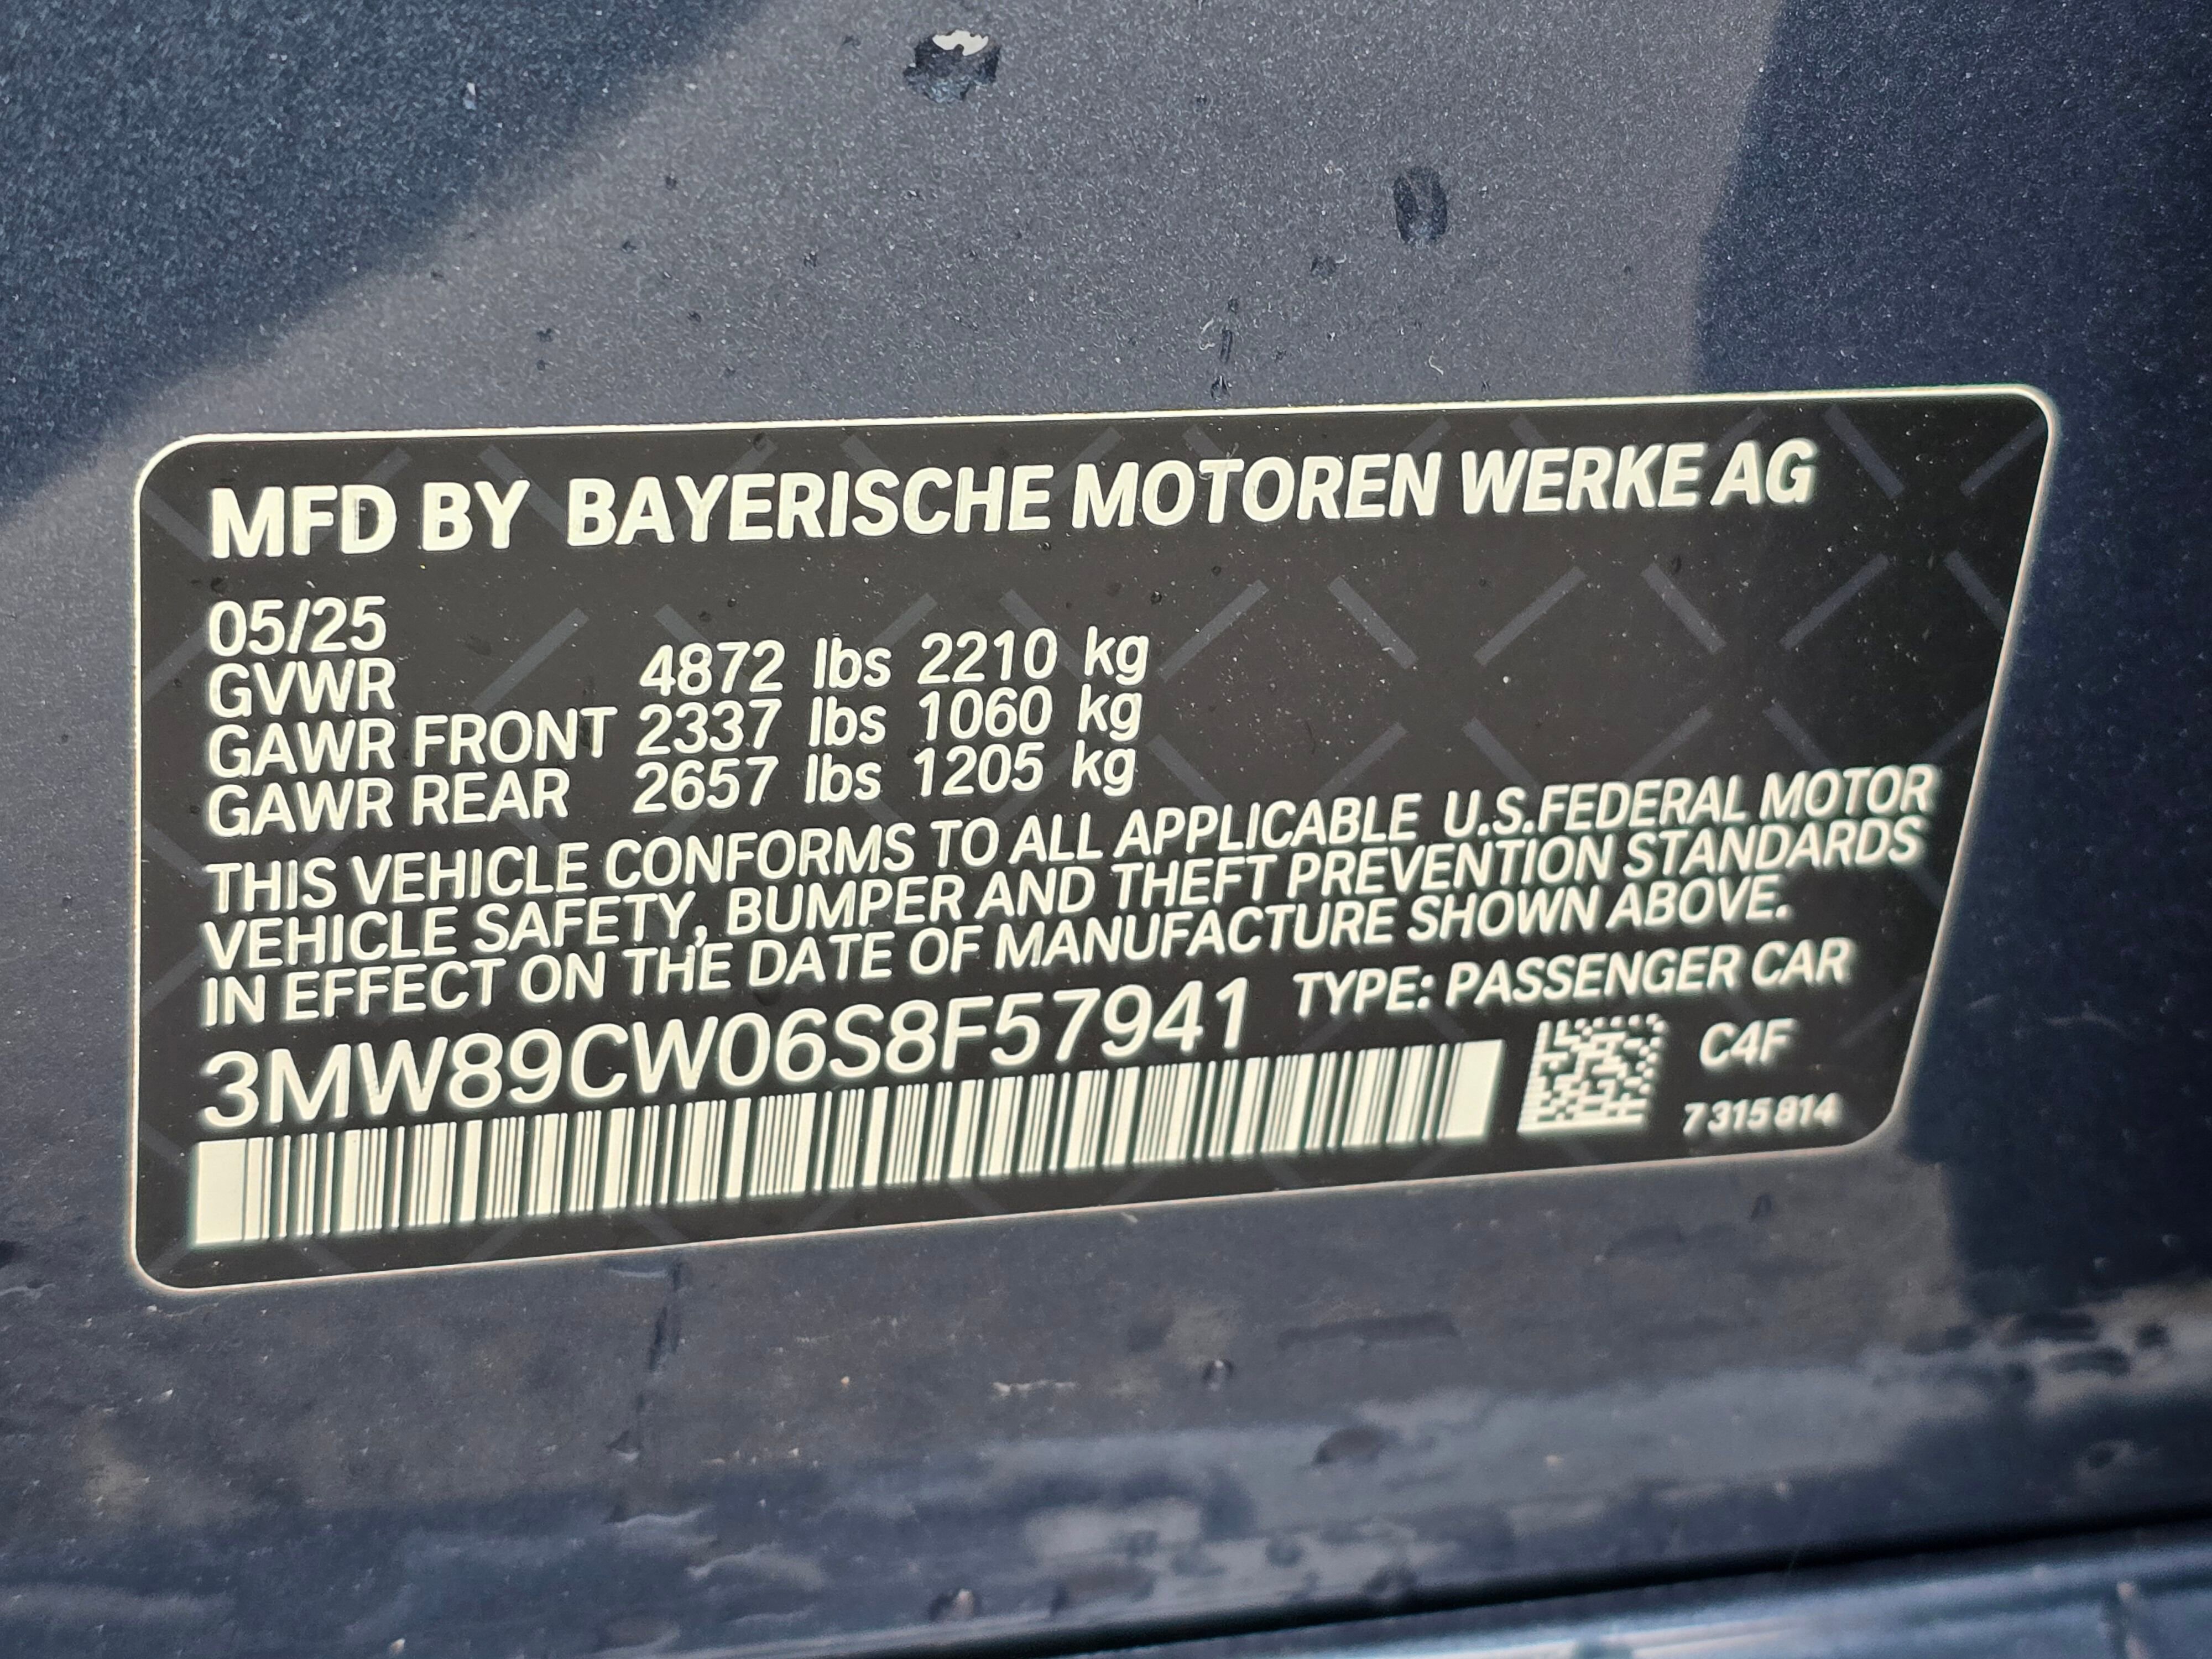 MFD BY BAYERISCHE MOTOREN WERKE AG
05/25
GVWR 4872 lbs 2210 kg
GAWR FRONT 2337 lbs 1060 kg
GAWR REAR 2657 lbs 1205 kg
THIS VEHICLE CONFORMS TO ALL APPLICABLE U.S.FEDERAL MOTOR
VEHICLE SAFETY, BUMPER AND THEFT PREVENTION STANDARDS
IN EFFECT ON THE DATE OF MANUFACTURE SHOWN ABOVE.
3MW89CW06S8F57941 TYPE: PASSENGER CAR
C4F
7 315 814